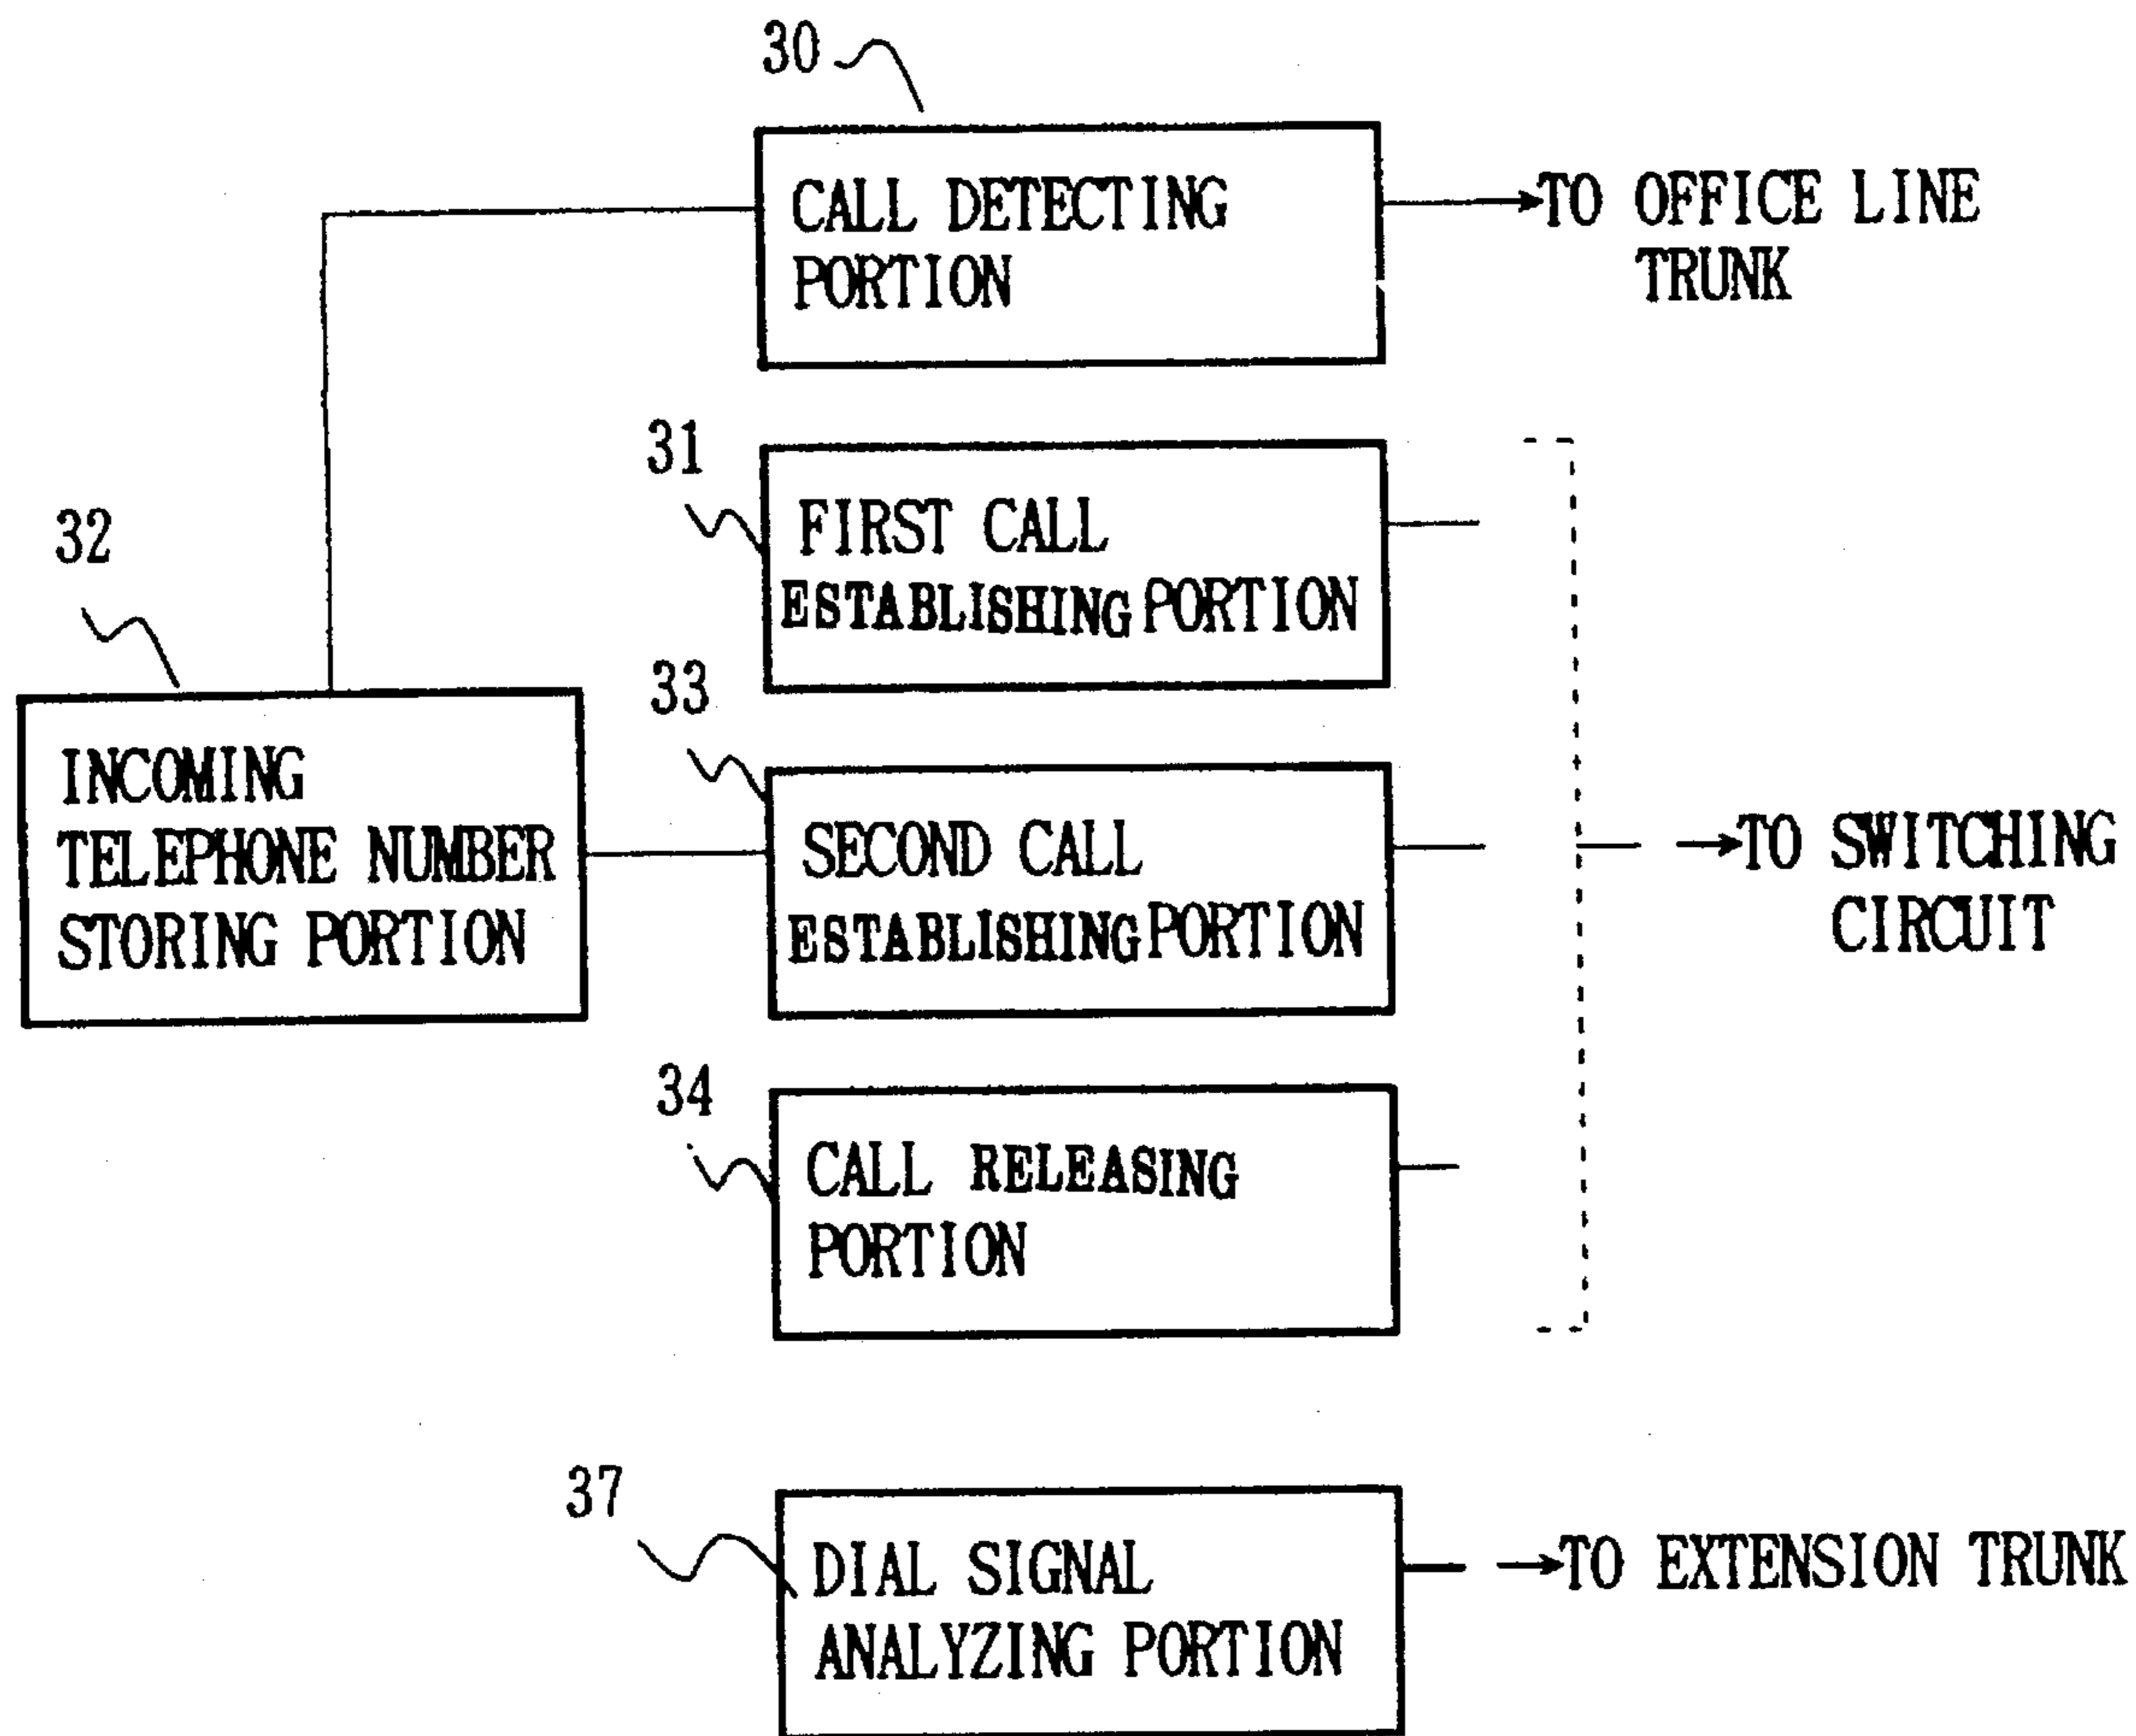 30
CALL DETECTING
PORTION
TO OFFICE LINE
TRUNK
31
FIRST CALL
ESTABLISHING PORTION
32
INCOMING
TELEPHONE NUMBER
STORING PORTION
33
SECOND CALL
ESTABLISHING PORTION
TO SWITCHING
CIRCUIT
34
CALL RELEASING
PORTION
37
DIAL SIGNAL
ANALYZING PORTION
TO EXTENSION TRUNK